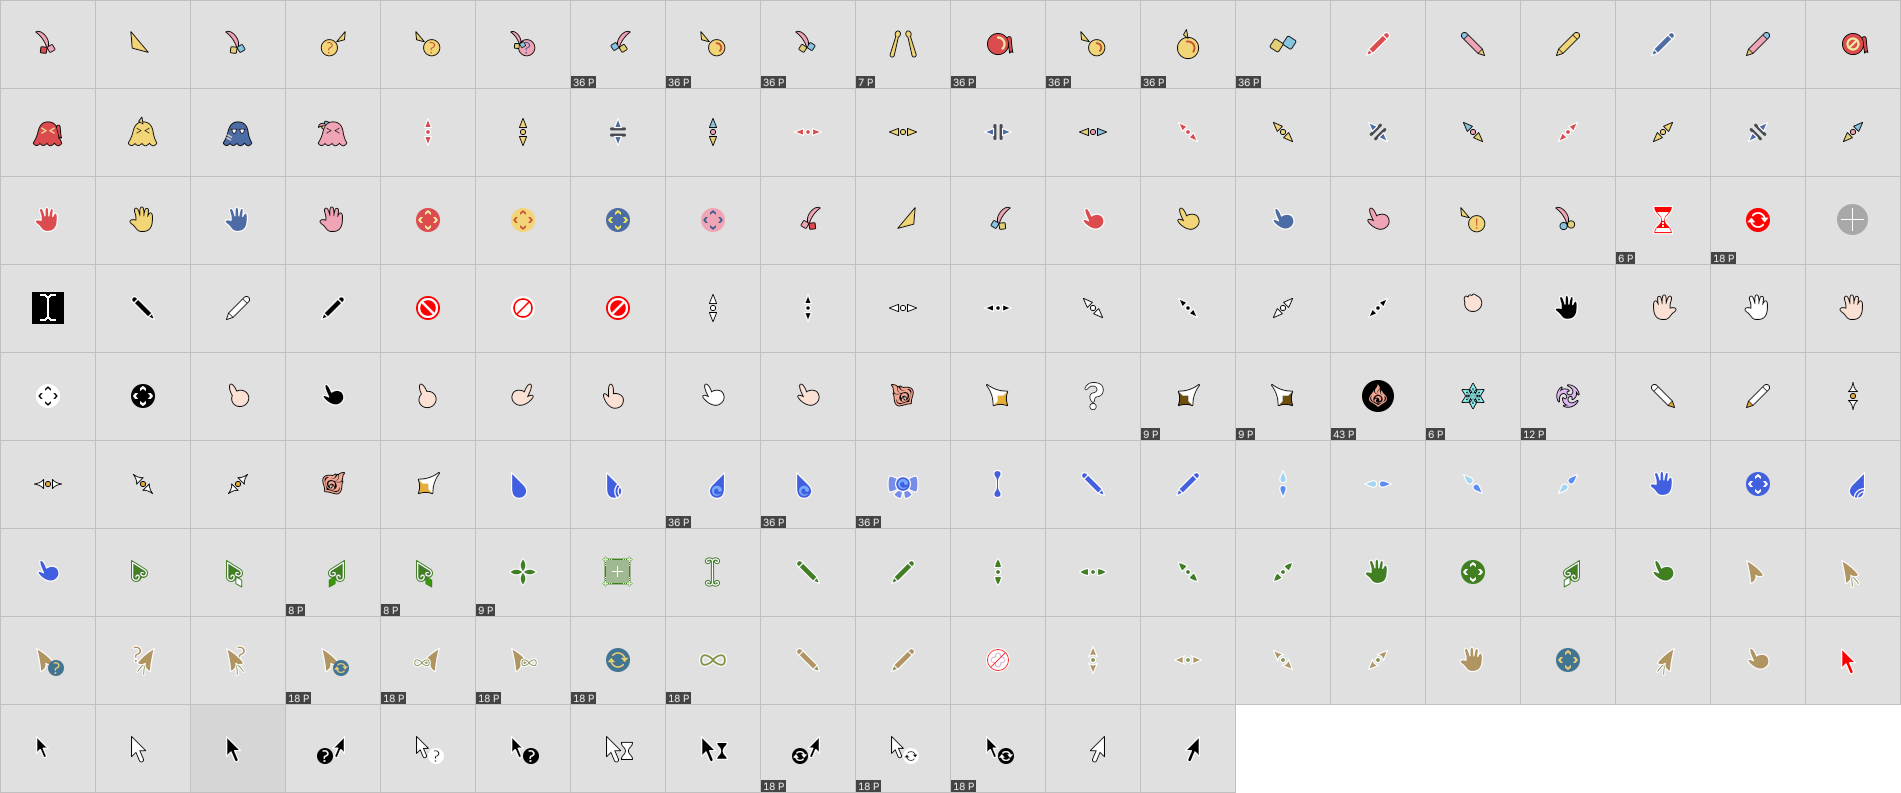 ? ? ?
36 P 36 P 36 P 7 P 36 P 36 P 36 P 36 P
!
6 P 18 P
?
9 P 9 P 43 P 6 P 12 P
36 P 36 P 36 P
8 P 8 P 9 P
? ? ?
18 P 18 P 18 P 18 P 18 P
? ? ?
18 P 18 P 18 P